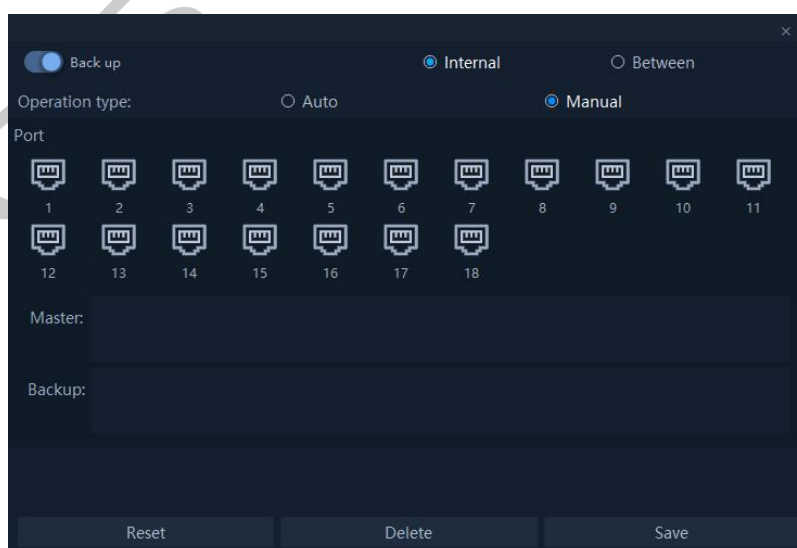 ×
Back up Internal Between
Operation type: Auto Manual
Port
1 2 3 4 5 6 7 8 9 10 11
12 13 14 15 16 17 18
Master:
Backup:
Reset Delete Save